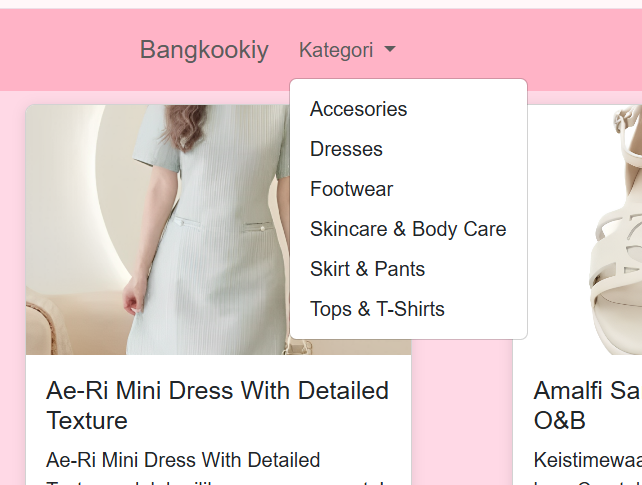 Bangkookiy
Kategori
Accesories
Dresses
Footwear
Skincare & Body Care
Skirt & Pants
Tops & T-Shirts
Ae-Ri Mini Dress With Detailed
Texture
Ae-Ri Mini Dress With Detailed
Amalfi Sa
O&B
Keistimewaa